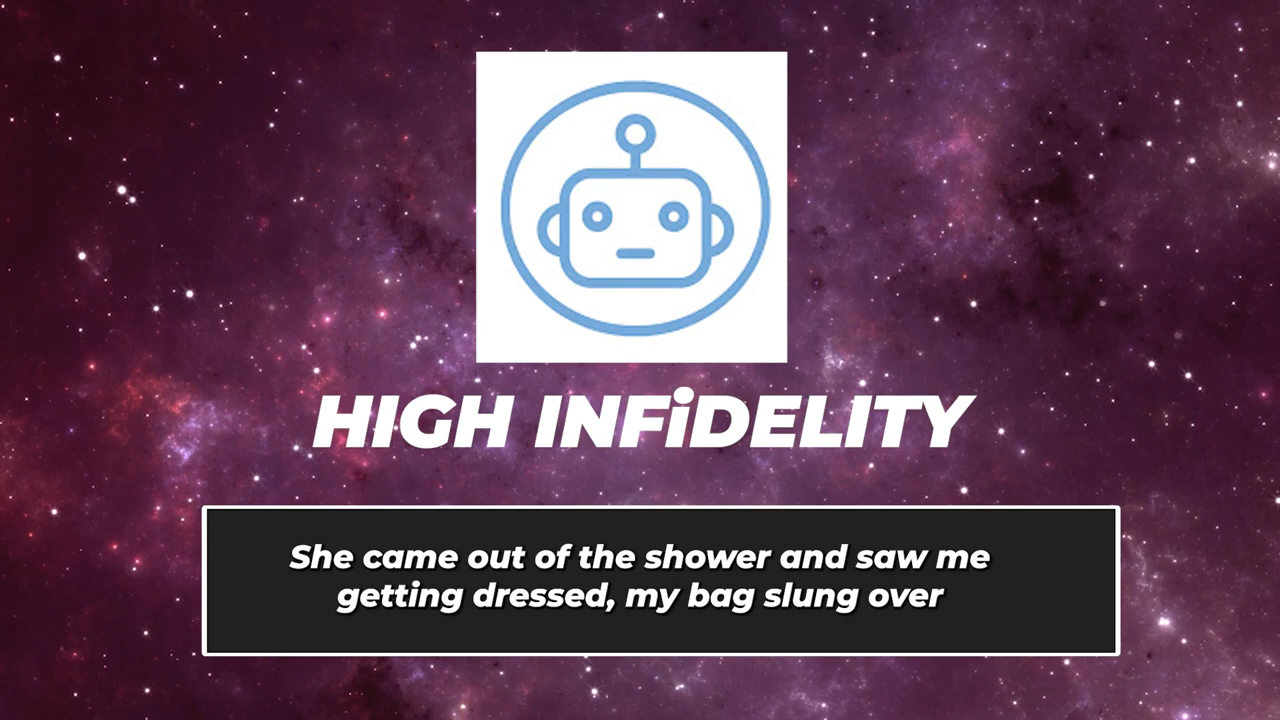 HIGH INFiDELITY
She came out of the shower and saw me
getting dressed, my bag slung over